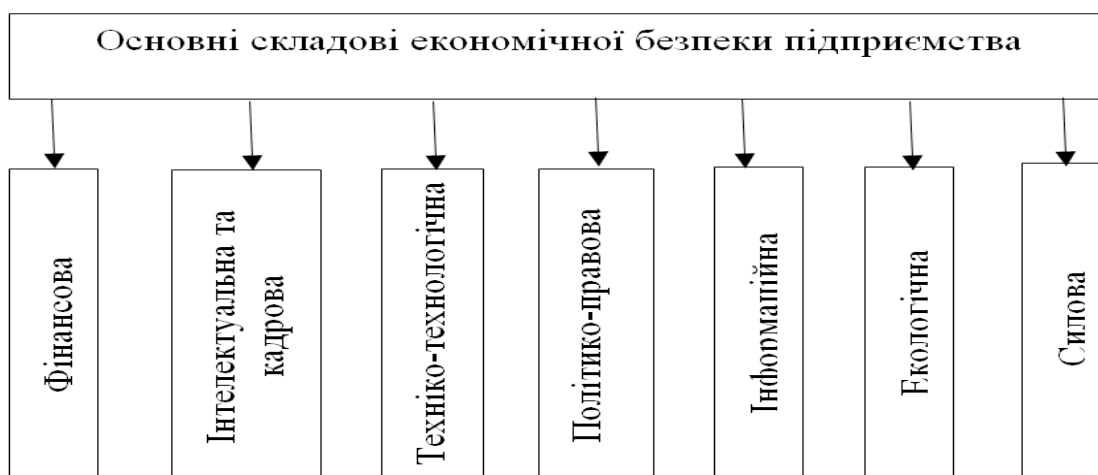 Основні складові економічної безпеки підприємства
Фінансова
Інтелектуальна та
кадрова
Техніко-технологічна
Політико-правова
Інформаційна
Екологічна
Силова